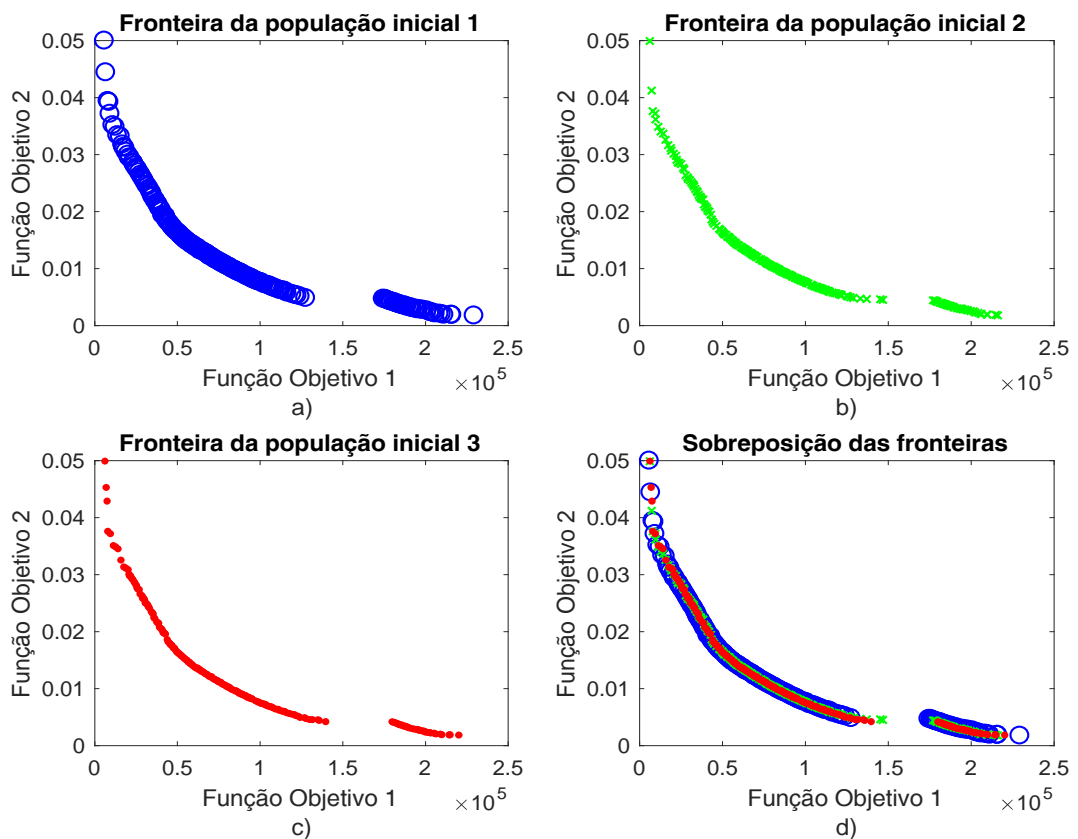 Fronteira da população inicial 1
0.05
0.04
0.03
0.02
0.01
0
Função Objetivo 2
0 0.5 1 1.5 2 2.5
Função Objetivo 1
×10^5
a)
Fronteira da população inicial 2
0.05
0.04
0.03
0.02
0.01
0
Função Objetivo 2
0 0.5 1 1.5 2 2.5
Função Objetivo 1
×10^5
b)
Fronteira da população inicial 3
0.05
0.04
0.03
0.02
0.01
0
Função Objetivo 2
0 0.5 1 1.5 2 2.5
Função Objetivo 1
×10^5
c)
Sobreposição das fronteiras
0.05
0.04
0.03
0.02
0.01
0
Função Objetivo 2
0 0.5 1 1.5 2 2.5
Função Objetivo 1
×10^5
d)